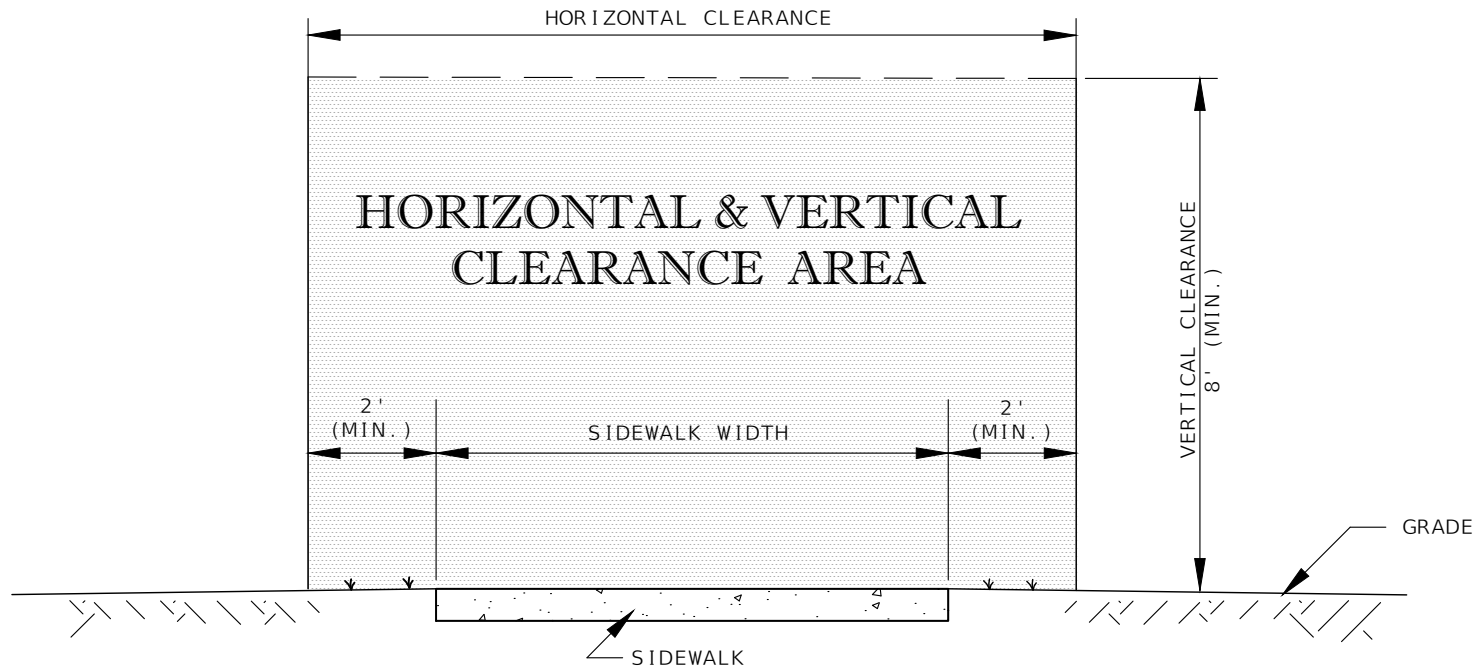 HORIZONTAL CLEARANCE
HORIZONTAL & VERTICAL
CLEARANCE AREA
VERTICAL CLEARANCE
8' (MIN.)
2'
(MIN.)
SIDEWALK WIDTH
2'
(MIN.)
GRADE
SIDEWALK